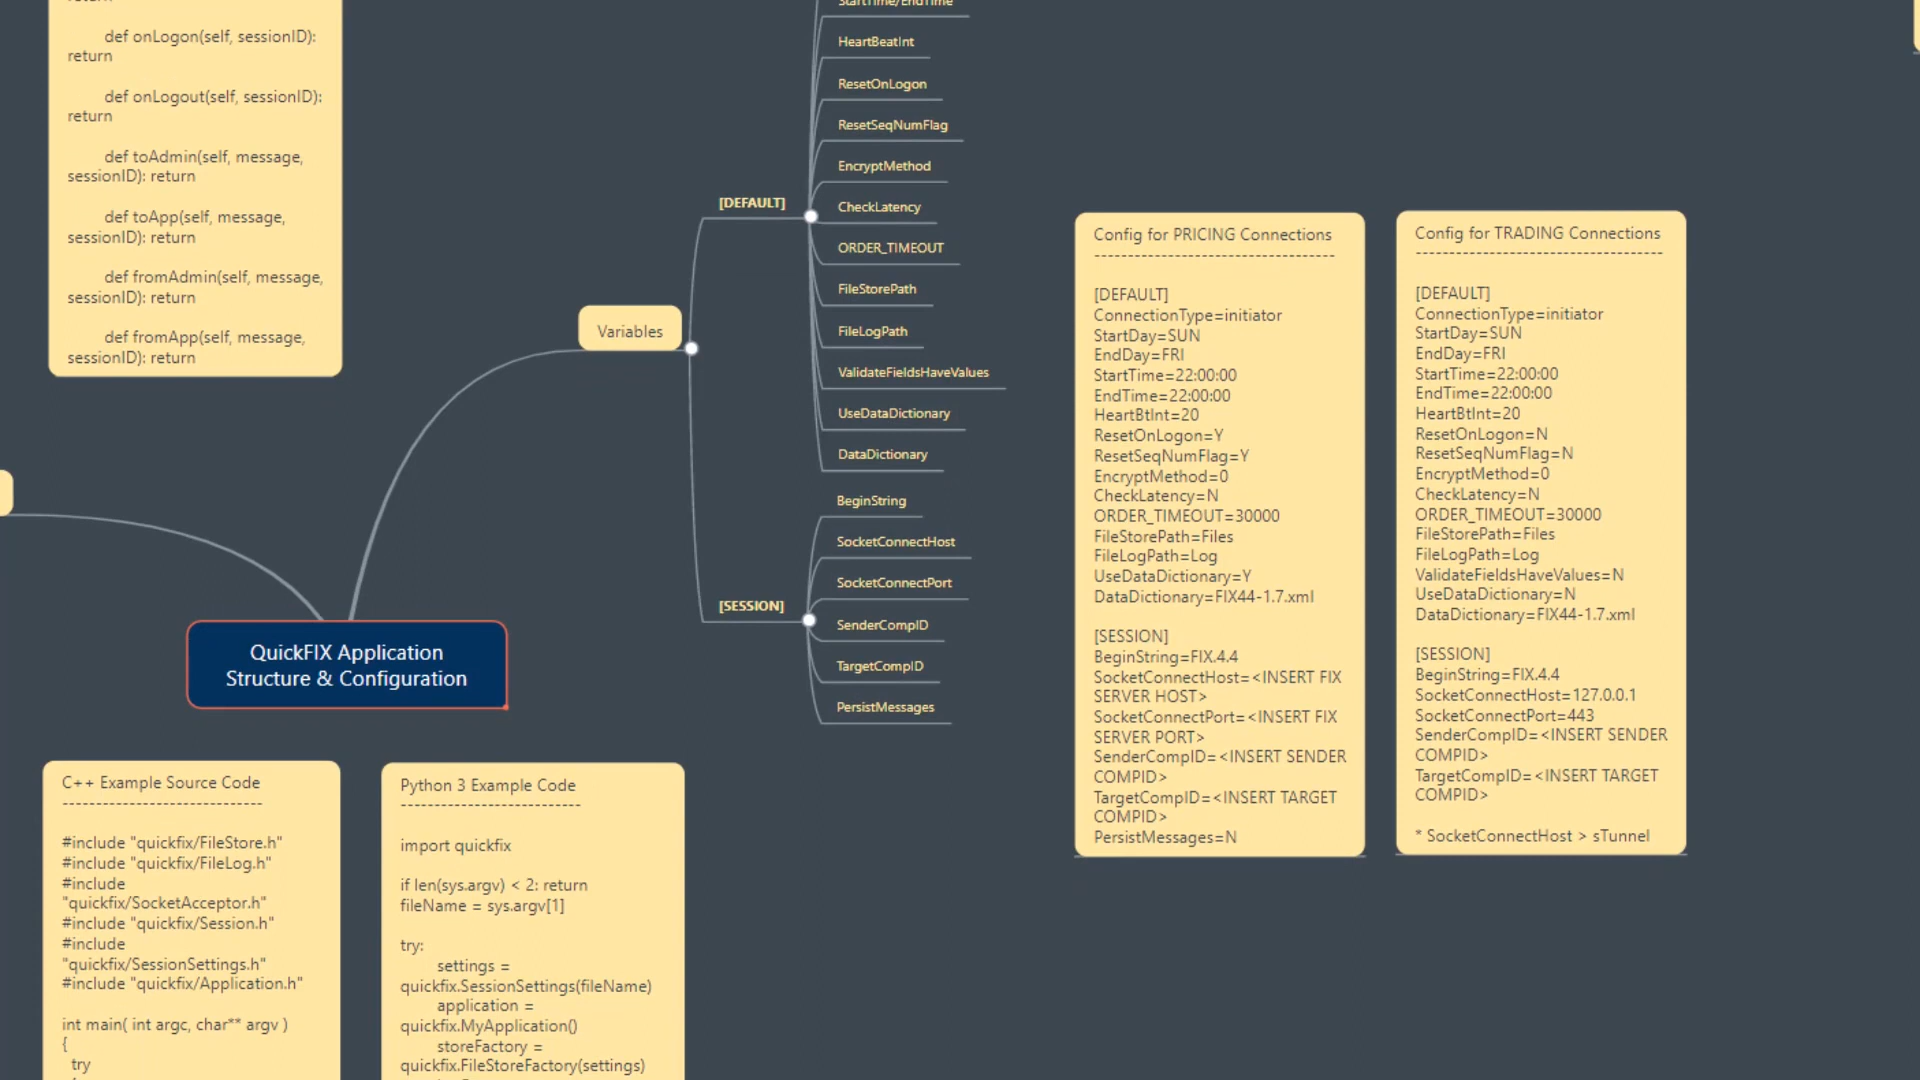 def onLogon(self, sessionID):
return
def onLogout(self, sessionID):
return
def toAdmin(self, message,
sessionID): return
def toApp(self, message,
sessionID): return
def fromAdmin(self, message,
sessionID): return
def fromApp(self, message,
sessionID): return
Variables
[DEFAULT]
StartTime/EndTime
HeartBeatInt
ResetOnLogon
ResetSeqNumFlag
EncryptMethod
CheckLatency
ORDER_TIMEOUT
FileStorePath
FileLogPath
ValidateFieldsHaveValues
UseDataDictionary
DataDictionary
[SESSION]
BeginString
SocketConnectHost
SocketConnectPort
SenderCompID
TargetCompID
PersistMessages
Config for PRICING Connections
----------------------------------
[DEFAULT]
ConnectionType=initiator
StartDay=SUN
EndDay=FRI
StartTime=22:00:00
EndTime=22:00:00
HeartBtInt=20
ResetOnLogon=Y
ResetSeqNumFlag=Y
EncryptMethod=0
CheckLatency=N
ORDER_TIMEOUT=30000
FileStorePath=Files
FileLogPath=Log
UseDataDictionary=Y
DataDictionary=FIX44-1.7.xml
[SESSION]
BeginString=FIX.4.4
SocketConnectHost=<INSERT FIX
SERVER HOST>
SocketConnectPort=<INSERT FIX
SERVER PORT>
SenderCompID=<INSERT SENDER
COMPID>
TargetCompID=<INSERT TARGET
COMPID>
PersistMessages=N
Config for TRADING Connections
-----------------------------------
[DEFAULT]
ConnectionType=initiator
StartDay=SUN
EndDay=FRI
StartTime=22:00:00
EndTime=22:00:00
HeartBtInt=20
ResetOnLogon=N
ResetSeqNumFlag=N
EncryptMethod=0
CheckLatency=N
ORDER_TIMEOUT=30000
FileStorePath=Files
FileLogPath=Log
ValidateFieldsHaveValues=N
UseDataDictionary=N
DataDictionary=FIX44-1.7.xml
[SESSION]
BeginString=FIX.4.4
SocketConnectHost=127.0.0.1
SocketConnectPort=443
SenderCompID=<INSERT SENDER
COMPID>
TargetCompID=<INSERT TARGET
COMPID>
* SocketConnectHost > sTunnel
QuickFIX Application
Structure & Configuration
C++ Example Source Code
----------------------------
#include "quickfix/FileStore.h"
#include "quickfix/FileLog.h"
#include
"quickfix/SocketAcceptor.h"
#include "quickfix/Session.h"
#include
"quickfix/SessionSettings.h"
#include "quickfix/Application.h"
int main( int argc, char** argv )
{
try
Python 3 Example Code
-------------------------
import quickfix
if len(sys.argv) < 2: return
fileName = sys.argv[1]
try:
settings =
quickfix.SessionSettings(fileName)
application =
quickfix.MyApplication()
storeFactory =
quickfix.FileStoreFactory(settings)